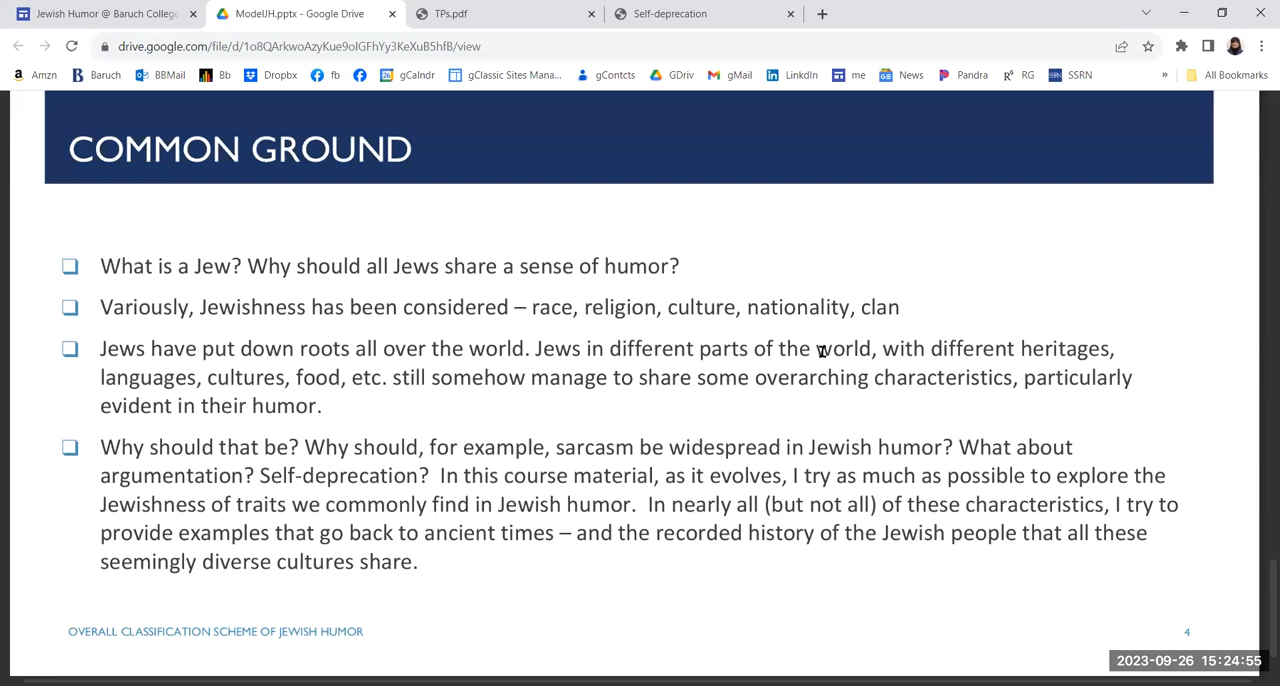 Jewish Humor @ Baruch College
ModelJH.pptx - Google Drive
TPs.pdf
Self-deprecation
drive.google.com/file/d/1o8QArkwoAzyKue9olGFhYy3KeXuB5hfB/view
Amzn Baruch BBMail Bb Dropbx fb gCalndr gClassic Sites Mana... gContcts GDriv gMail LinkdIn me News Pandra RG SSRN » All Bookmarks
COMMON GROUND
What is a Jew? Why should all Jews share a sense of humor?
Variously, Jewishness has been considered – race, religion, culture, nationality, clan
Jews have put down roots all over the world. Jews in different parts of the world, with different heritages,
languages, cultures, food, etc. still somehow manage to share some overarching characteristics, particularly
evident in their humor.
Why should that be? Why should, for example, sarcasm be widespread in Jewish humor? What about
argumentation? Self-deprecation? In this course material, as it evolves, I try as much as possible to explore the
Jewishness of traits we commonly find in Jewish humor. In nearly all (but not all) of these characteristics, I try to
provide examples that go back to ancient times – and the recorded history of the Jewish people that all these
seemingly diverse cultures share.
OVERALL CLASSIFICATION SCHEME OF JEWISH HUMOR
4
2023-09-26 15:24:55